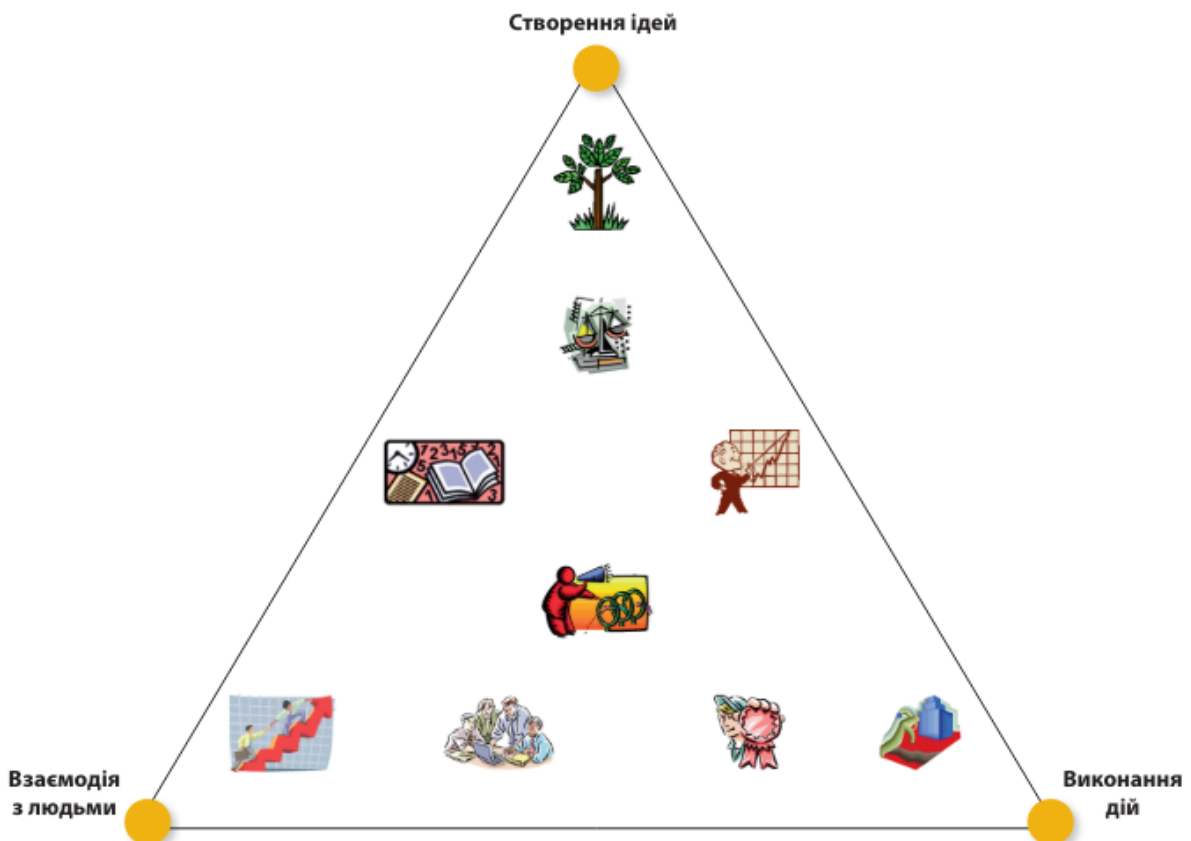 Створення ідей
Взаємодія
з людьми
Виконання
дій